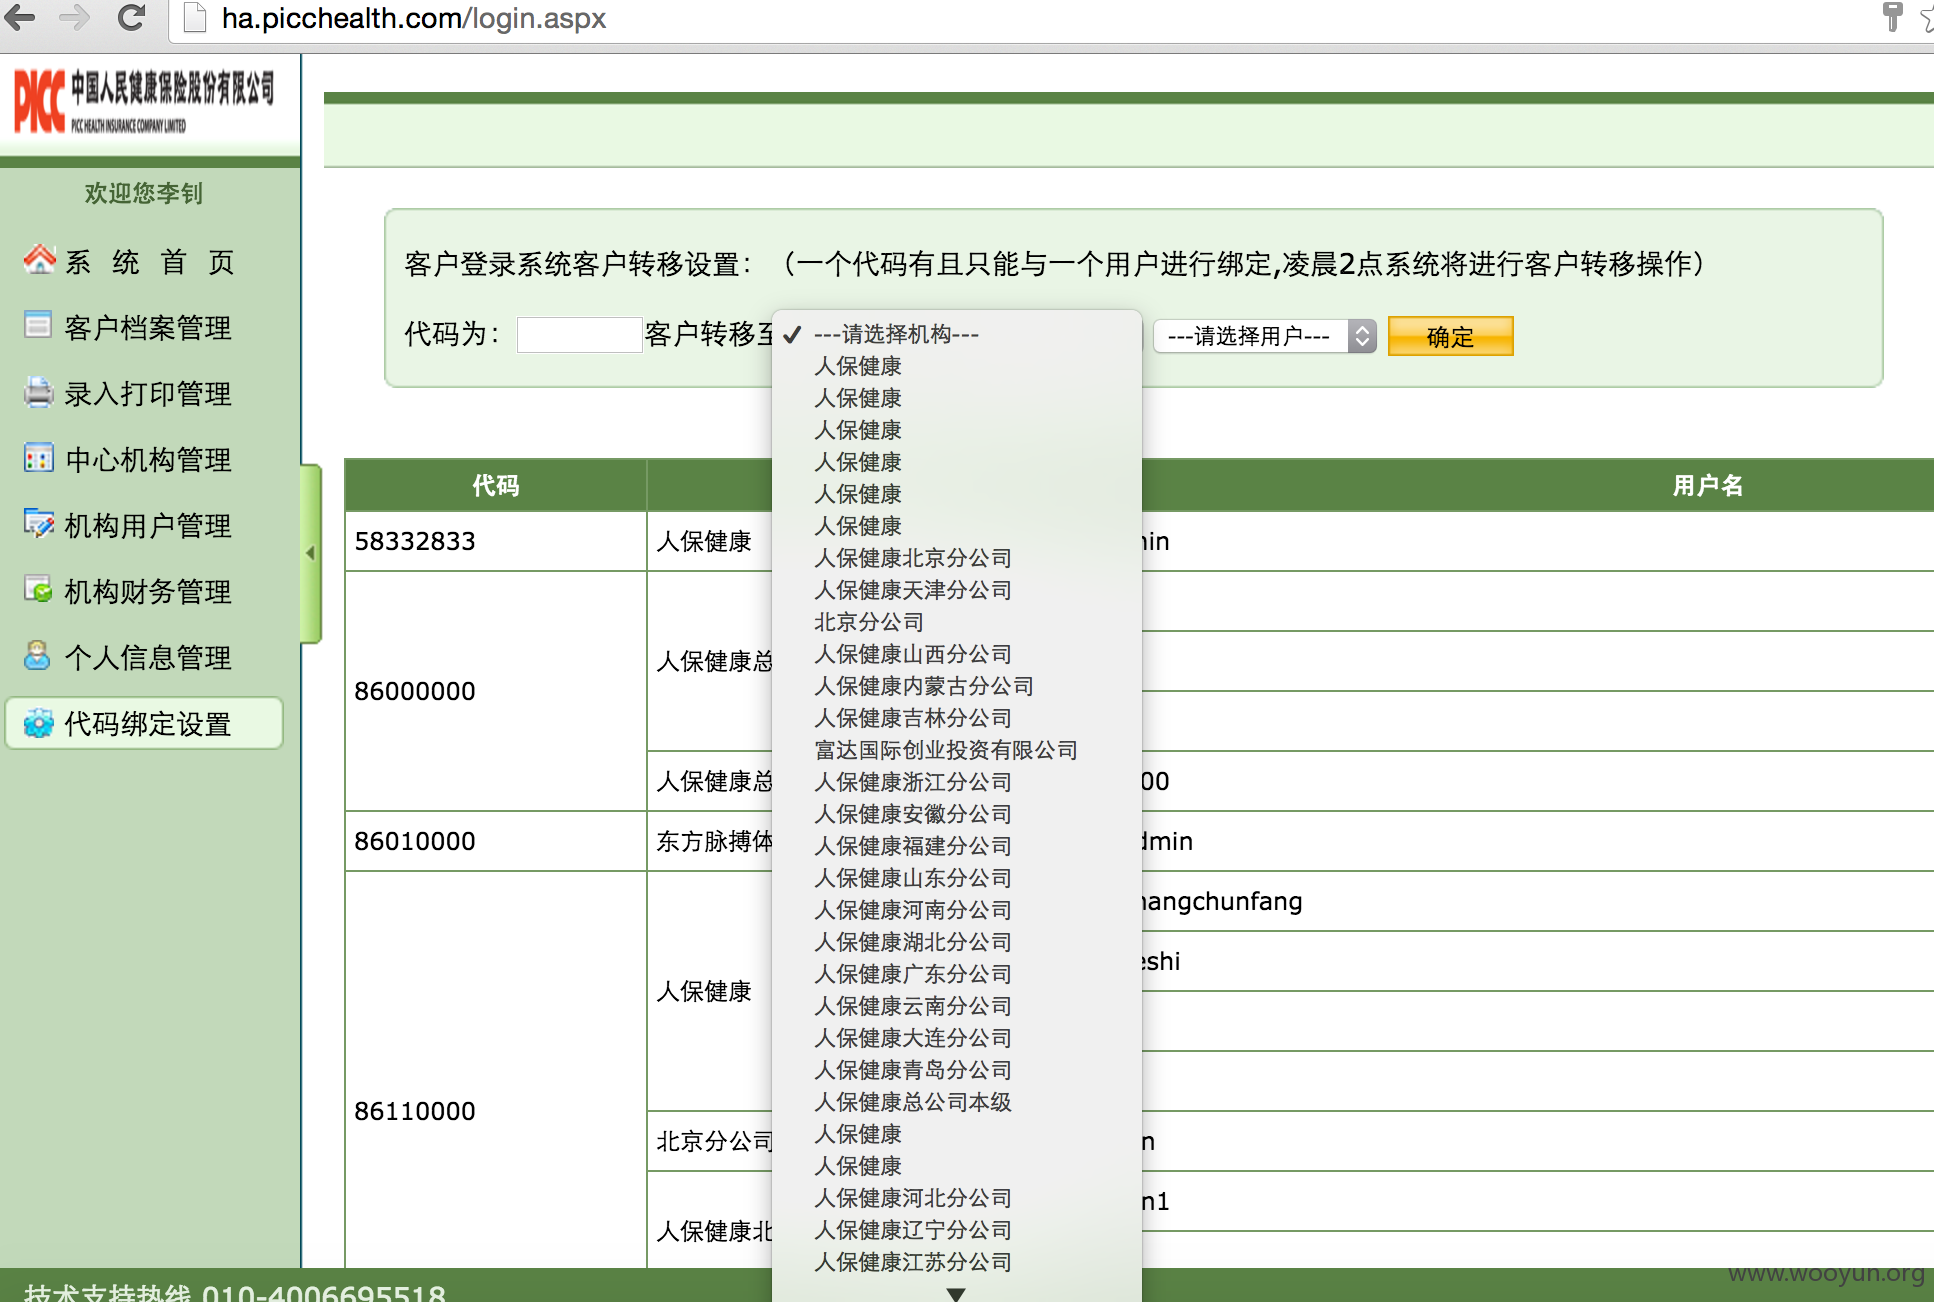 ha.picchealth.com/login.aspx
PICC 中国人民健康保险股份有限公司
PICC HEALTH INSURANCE COMPANY LIMITED
欢迎您李钊
系统首页
客户档案管理
录入打印管理
中心机构管理
机构用户管理
机构财务管理
个人信息管理
代码绑定设置
客户登录系统客户转移设置：（一个代码有且只能与一个用户进行绑定,凌晨2点系统将进行客户转移操作）
代码为： 客户转移至 ---请选择用户--- 确定
✓ ---请选择机构---
人保健康
人保健康
人保健康
人保健康
人保健康
人保健康
人保健康北京分公司
人保健康天津分公司
北京分公司
人保健康山西分公司
人保健康内蒙古分公司
人保健康吉林分公司
富达国际创业投资有限公司
人保健康浙江分公司
人保健康安徽分公司
人保健康福建分公司
人保健康山东分公司
人保健康河南分公司
人保健康湖北分公司
人保健康广东分公司
人保健康云南分公司
人保健康大连分公司
人保健康青岛分公司
人保健康总公司本级
人保健康
人保健康
人保健康河北分公司
人保健康辽宁分公司
人保健康江苏分公司
代码 用户名
58332833 人保健康 in
86000000 人保健康总
人保健康总 00
86010000 东方脉搏体 dmin
86110000 人保健康 hangchunfang
eshi
北京分公司 n
人保健康北 n1
技术支持热线 010-4006695518
www.wooyun.org